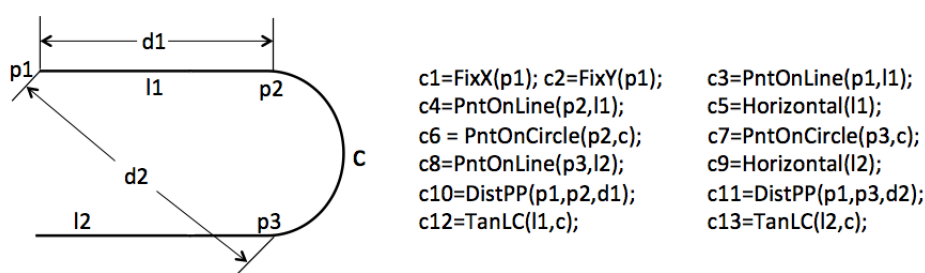 d1
p1
l1
p2
c
d2
l2
p3
c1=FixX(p1); c2=FixY(p1); c3=PntOnLine(p1,l1);
c4=PntOnLine(p2,l1); c5=Horizontal(l1);
c6 = PntOnCircle(p2,c); c7=PntOnCircle(p3,c);
c8=PntOnLine(p3,l2); c9=Horizontal(l2);
c10=DistPP(p1,p2,d1); c11=DistPP(p1,p3,d2);
c12=TanLC(l1,c); c13=TanLC(l2,c);